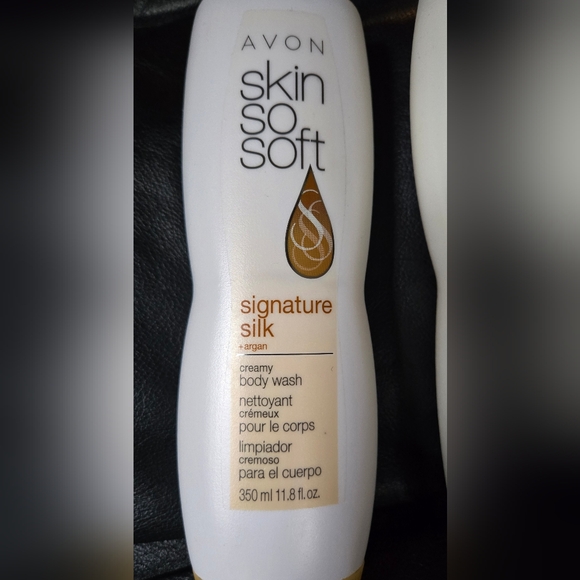 AVON
skin
so
soft
signature
silk
+argan
creamy
body wash
nettoyant
crémeux
pour le corps
limpiador
cremoso
para el cuerpo
350 ml 11.8 fl.oz.